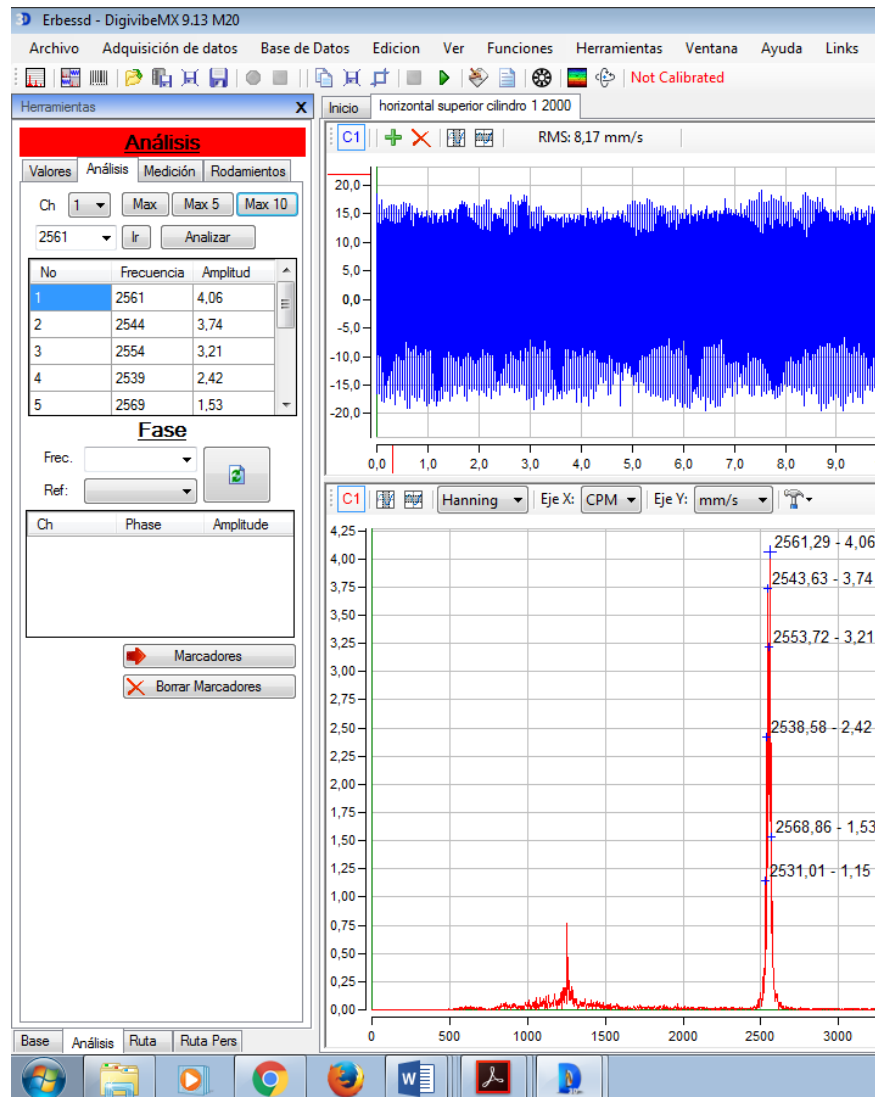 Erbessd - DigivibeMX 9.13 M20
Archivo Adquisición de datos Base de Datos Edicion Ver Funciones Herramientas Ventana Ayuda Links
Not Calibrated
Herramientas X
Inicio horizontal superior cilindro 1 2000
Análisis
C1 RMS: 8,17 mm/s
Valores Análisis Medición Rodamientos
Ch 1 Max Max 5 Max 10
2561 Ir Analizar
No Frecuencia Amplitud
1 2561 4,06
2 2544 3,74
3 2554 3,21
4 2539 2,42
5 2569 1,53
Fase
Frec.
Ref:
Ch Phase Amplitude
Marcadores
Borrar Marcadores
20,0
15,0
10,0
5,0
0,0
-5,0
-10,0
-15,0
-20,0
0,0 1,0 2,0 3,0 4,0 5,0 6,0 7,0 8,0 9,0
C1 Hanning Eje X: CPM Eje Y: mm/s
4,25
4,00
3,75
3,50
3,25
3,00
2,75
2,50
2,25
2,00
1,75
1,50
1,25
1,00
0,75
0,50
0,25
0,00
2561,29 - 4,06
2543,63 - 3,74
2553,72 - 3,21
2538,58 - 2,42
2568,86 - 1,53
2531,01 - 1,15
0 500 1000 1500 2000 2500 3000
Base Análisis Ruta Ruta Pers